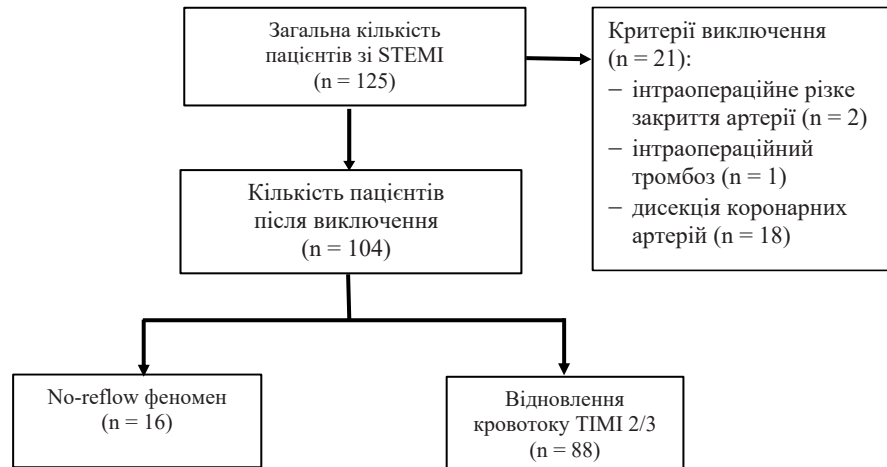 Загальна кількість
пацієнтів зі STEMI
(n = 125)
Критерії виключення
(n = 21):
− інтраопераційне різке
закриття артерії (n = 2)
− інтраопераційний
тромбоз (n = 1)
− дисекція коронарних
артерій (n = 18)
Кількість пацієнтів
після виключення
(n = 104)
No-reflow феномен
(n = 16)
Відновлення
кровотоку TIMI 2/3
(n = 88)